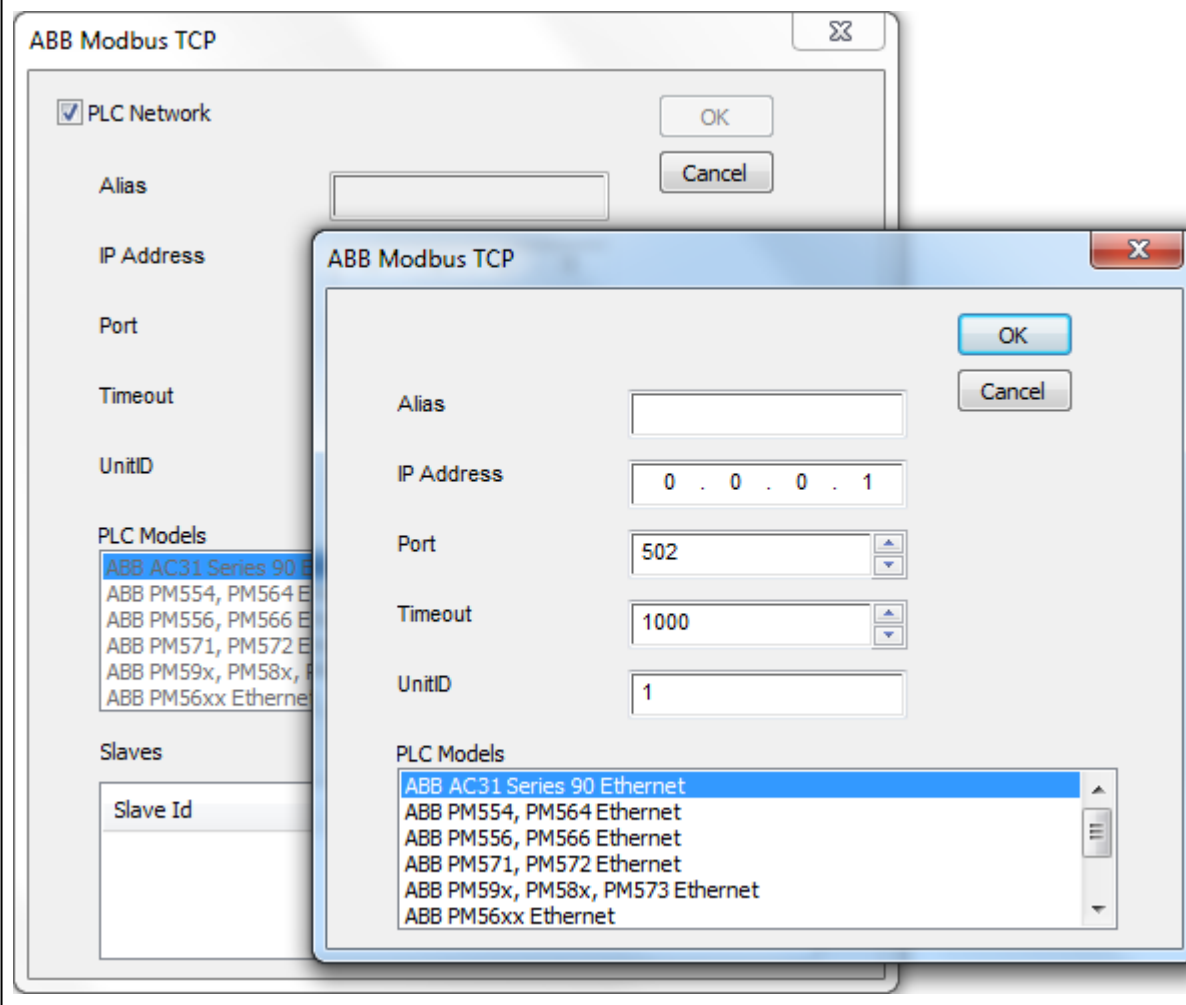 ABB Modbus TCP
PLC Network
OK
Cancel
Alias
IP Address
Port
Timeout
UnitID
PLC Models
ABB AC31 Series 90 E
ABB PM554, PM564 E
ABB PM556, PM566 E
ABB PM571, PM572 E
ABB PM59x, PM58x,
ABB PM56xx Etherne
Slaves
Slave Id
ABB Modbus TCP
OK
Cancel
Alias
IP Address
0 . 0 . 0 . 1
Port
502
Timeout
1000
UnitID
1
PLC Models
ABB AC31 Series 90 Ethernet
ABB PM554, PM564 Ethernet
ABB PM556, PM566 Ethernet
ABB PM571, PM572 Ethernet
ABB PM59x, PM58x, PM573 Ethernet
ABB PM56xx Ethernet